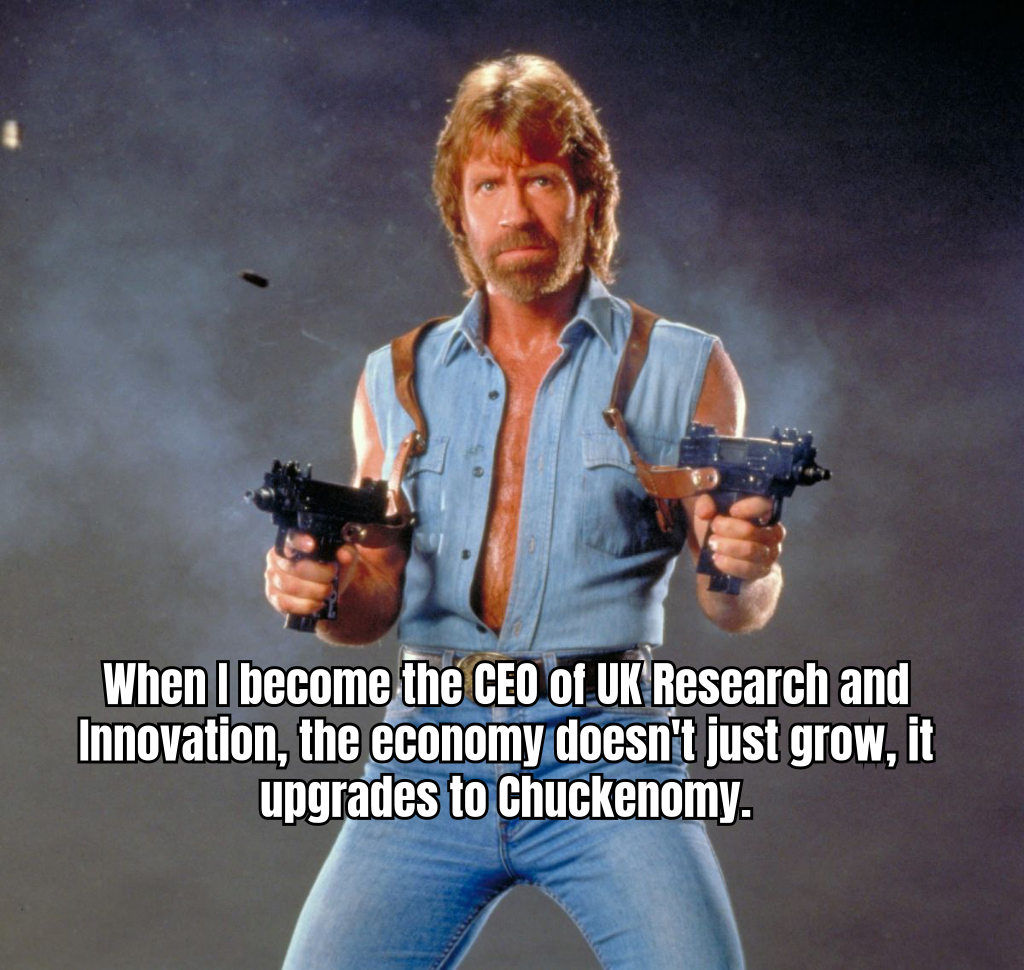 When I become the CEO of UK Research and
Innovation, the economy doesn't just grow, it
upgrades to Chuckenomy.